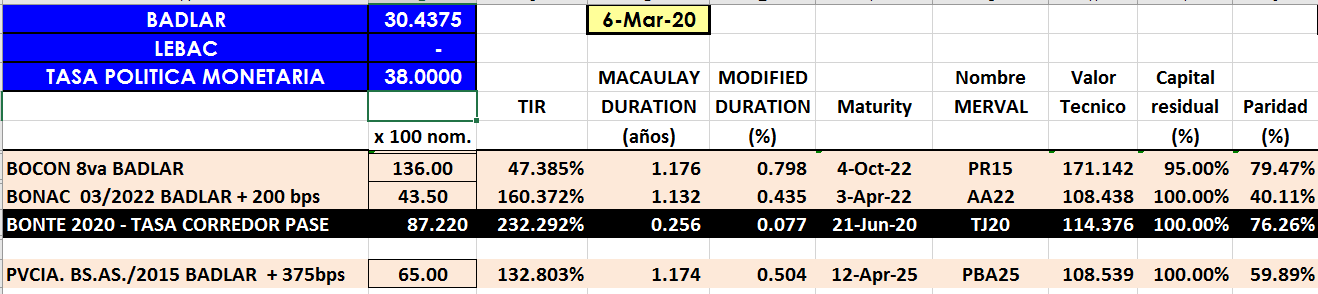 BADLAR 30.4375 6-Mar-20
LEBAC -
TASA POLITICA MONETARIA 38.0000 MACAULAY MODIFIED Nombre Valor Capital
TIR DURATION DURATION Maturity MERVAL Tecnico residual Paridad
x 100 nom. (años) (%) (%) (%)
BOCON 8va BADLAR 136.00 47.385% 1.176 0.798 4-Oct-22 PR15 171.142 95.00% 79.47%
BONAC 03/2022 BADLAR + 200 bps 43.50 160.372% 1.132 0.435 3-Apr-22 AA22 108.438 100.00% 40.11%
BONTE 2020 - TASA CORREDOR PASE 87.220 232.292% 0.256 0.077 21-Jun-20 TJ20 114.376 100.00% 76.26%
PVCIA. BS.AS./2015 BADLAR + 375bps 65.00 132.803% 1.174 0.504 12-Apr-25 PBA25 108.539 100.00% 59.89%